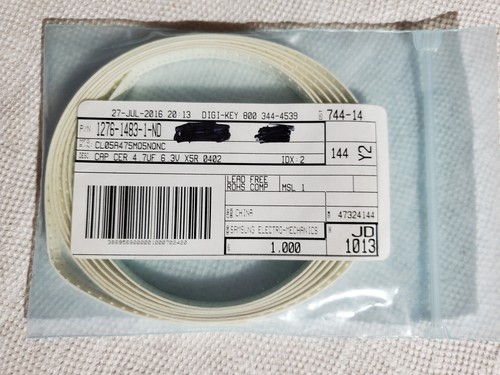 27-JUL-2016 20:13 DIGI-KEY 800 344-4539 744-14
P/N: 1276-1483-1-ND
CL05A475MQ5NQNC
DESC: CAP CER 4.7UF 6.3V X5R 0402 IDX: 2
144 Y2
LEAD FREE
ROHS COMP MSL 1
CHINA 47324144
SAMSUNG ELECTRO-MECHANICS
JD
1013
1,000